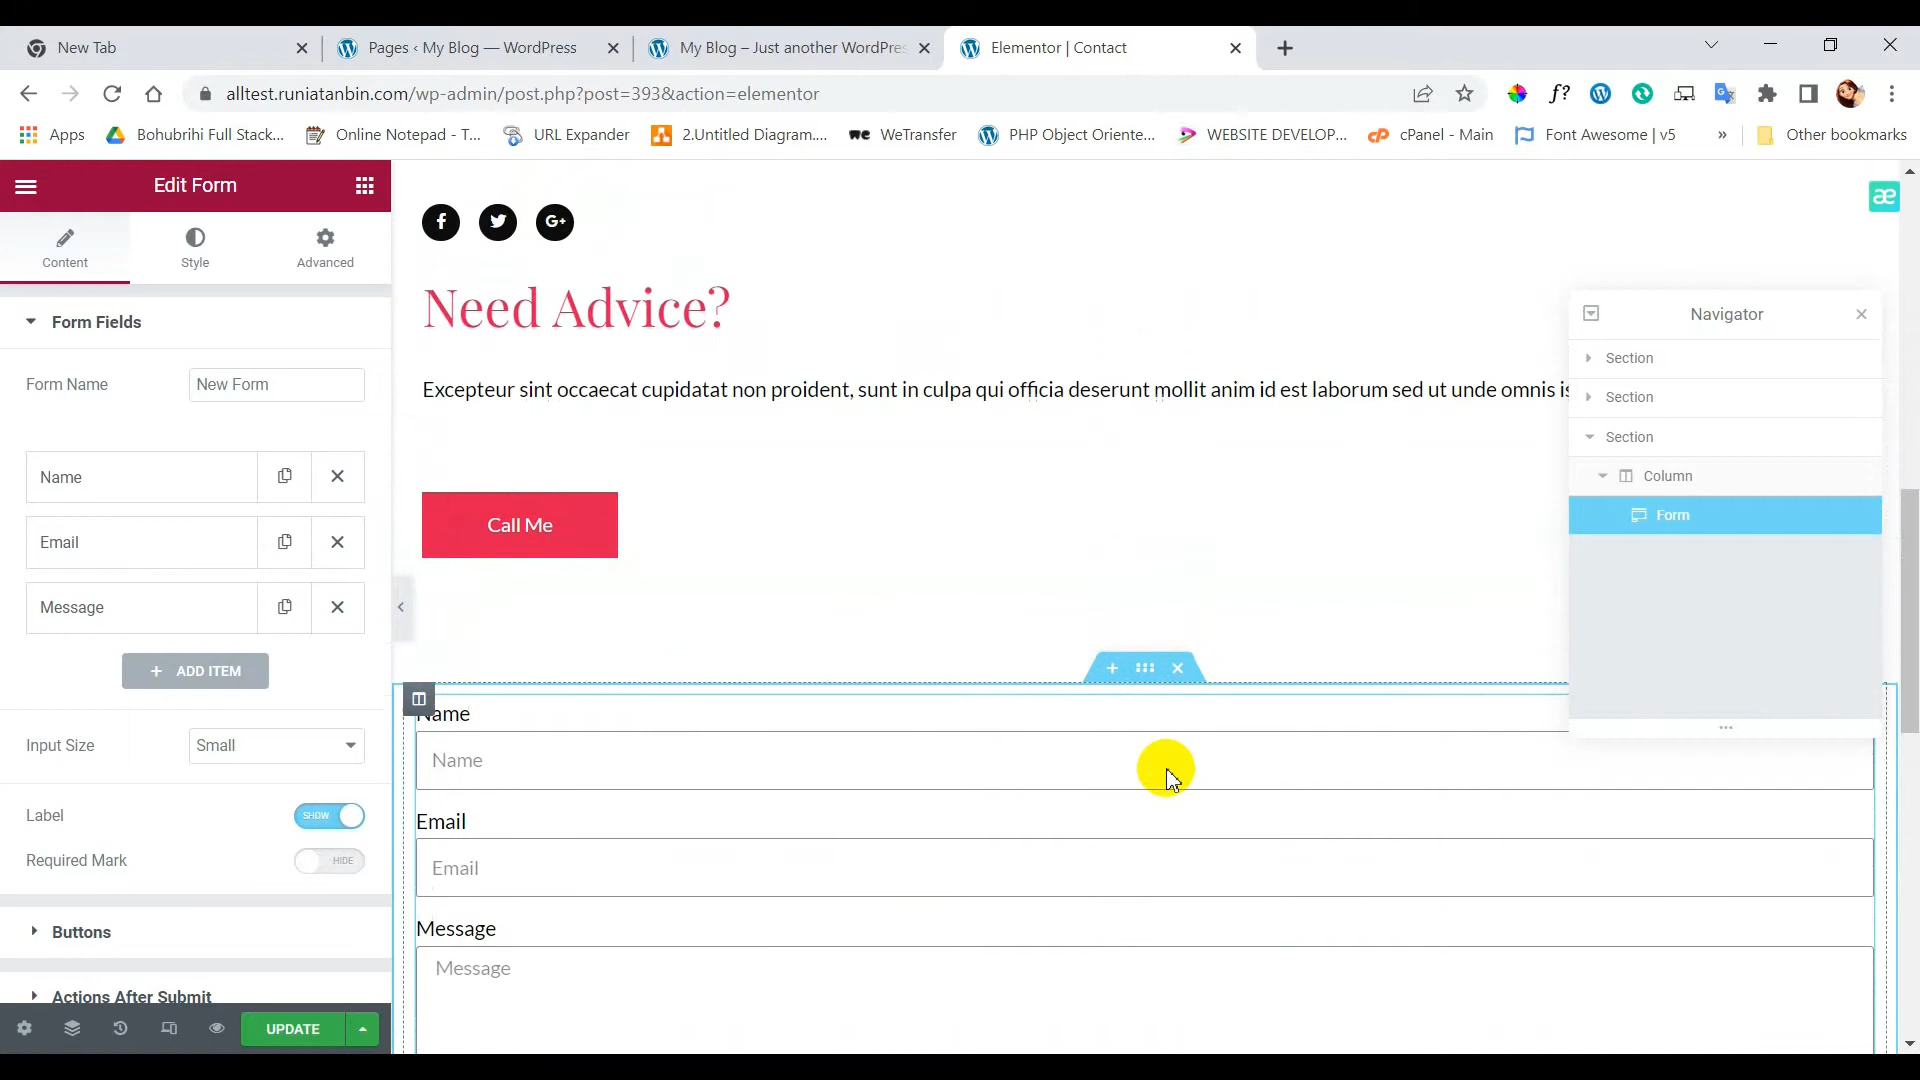 New Tab
Pages ‹ My Blog — WordPress
My Blog – Just another WordPres
Elementor | Contact
alltest.runiatanbin.com/wp-admin/post.php?post=393&action=elementor
f?
Apps
Bohubrihi Full Stack...
Online Notepad - T...
URL Expander
2.Untitled Diagram....
we WeTransfer
PHP Object Oriente...
WEBSITE DEVELOP...
cP cPanel - Main
Font Awesome | v5
»
Other bookmarks
Edit Form
Content
Style
Advanced
Form Fields
Form Name
New Form
Name
Email
Message
+ ADD ITEM
Input Size
Small
Label
SHOW
Required Mark
HIDE
Buttons
Actions After Submit
UPDATE
f
G+
æ
Need Advice?
Excepteur sint occaecat cupidatat non proident, sunt in culpa qui officia deserunt mollit anim id est laborum sed ut unde omnis is
Call Me
Navigator
Section
Section
Section
Column
Form
Name
Name
Email
Email
Message
Message